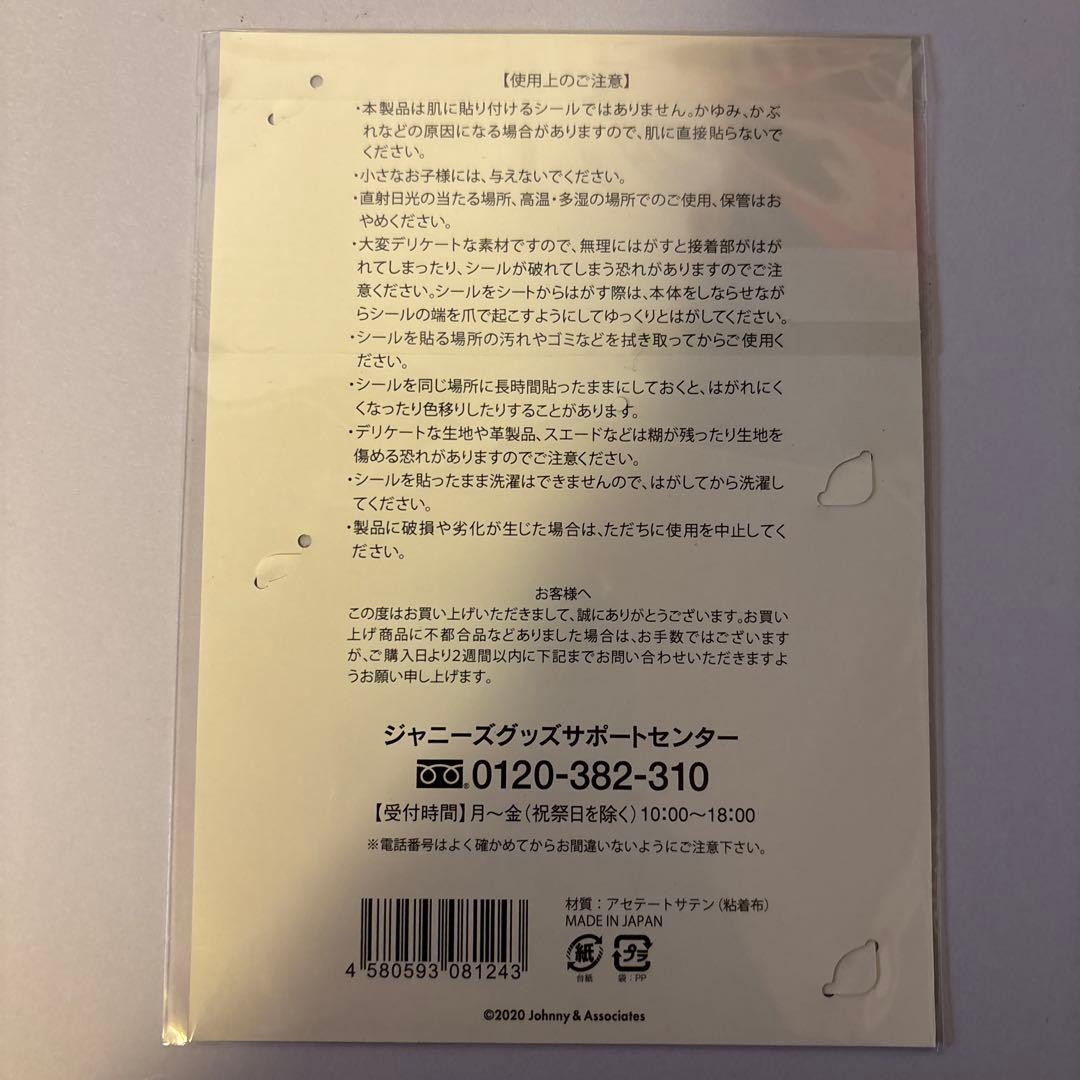 【使用上のご注意】
・本製品は肌に貼り付けるシールではありません。かゆみ、かぶ
れなどの原因になる場合がありますので、肌に直接貼らないで
ください。
・小さなお子様には、与えないでください。
・直射日光の当たる場所、高温・多湿の場所でのご使用、保管はお
やめください。
・大変デリケートな素材ですので、無理にはがすと接着部がはが
れてしまったり、シールが破れてしまう恐れがありますのでご注
意ください。シールをシートからはがす際は、本体をしならせなが
らシールの端を爪で起こすようにしてゆっくりとはがしてください。
・シールを貼る場所の汚れやゴミなどを拭き取ってからご使用く
ださい。
・シールを同じ場所に長時間貼ったままにしておくと、はがれにく
くなったり色移りしたりすることがあります。
・デリケートな生地や革製品、スエードなどは糊が残ったり生地を
傷める恐れがありますのでご注意ください。
・シールを貼ったまま洗濯はできませんので、はがしてから洗濯し
てください。
・製品に破損や劣化が生じた場合は、ただちに使用を中止してく
ださい。
お客様へ
この度はお買い上げいただきまして、誠にありがとうございます。お買い
上げ商品に不都合品などありました場合は、お手数ではございます
が、ご購入日より2週間以内に下記までお問い合わせいただきますよ
うお願い申し上げます。
ジャニーズグッズサポートセンター
0120-382-310
【受付時間】月～金（祝祭日を除く）10:00～18:00
※電話番号はよく確かめてからお間違いないようにご注意下さい。
材質：アセテートサテン（粘着布）
MADE IN JAPAN
紙 プラ
台紙 袋：PP
4 580593 081243
©2020 Johnny & Associates